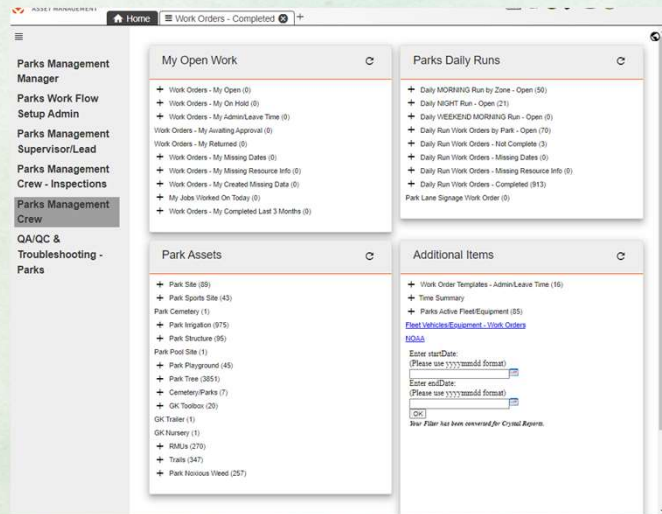 ASSET MANAGEMENT
Home
Work Orders - Completed
Parks Management
Manager
Parks Work Flow
Setup Admin
Parks Management
Supervisor/Lead
Parks Management
Crew - Inspections
Parks Management
Crew
QA/QC &
Troubleshooting -
Parks
My Open Work
+ Work Orders - My Open (0)
+ Work Orders - My On Hold (0)
+ Work Orders - My Admin/Leave Time (0)
Work Orders - My Awaiting Approval (0)
Work Orders - My Returned (0)
+ Work Orders - My Missing Dates (0)
+ Work Orders - My Missing Resource Info (0)
+ Work Orders - My Created Missing Data (0)
+ My Jobs Worked On Today (0)
+ Work Orders - My Completed Last 3 Months (0)
Parks Daily Runs
+ Daily MORNING Run by Zone - Open (50)
+ Daily NIGHT Run - Open (21)
+ Daily WEEKEND MORNING Run - Open (0)
+ Daily Run Work Orders by Park - Open (70)
+ Daily Run Work Orders - Not Complete (3)
+ Daily Run Work Orders - Missing Dates (0)
+ Daily Run Work Orders - Missing Resource Info (0)
+ Daily Run Work Orders - Completed (913)
Park Lane Signage Work Order (0)
Park Assets
+ Park Site (89)
+ Park Sports Site (43)
Park Cemetery (1)
+ Park Irrigation (975)
+ Park Structure (95)
Park Pool Site (1)
+ Park Playground (45)
+ Park Tree (3851)
+ Cemetery/Parks (7)
+ GK Toolbox (20)
GK Trailer (1)
GK Nursery (1)
+ RMUs (270)
+ Trails (347)
+ Park Noxious Weed (257)
Additional Items
+ Work Order Templates - Admin/Leave Time (16)
+ Time Summary
+ Parks Active Fleet/Equipment (85)
Fleet Vehicles/Equipment - Work Orders
NOAA
Enter startDate:
(Please use yyyymmdd format)
Enter endDate:
(Please use yyyymmdd format)
OK
Your Filter has been converted for Crystal Reports.